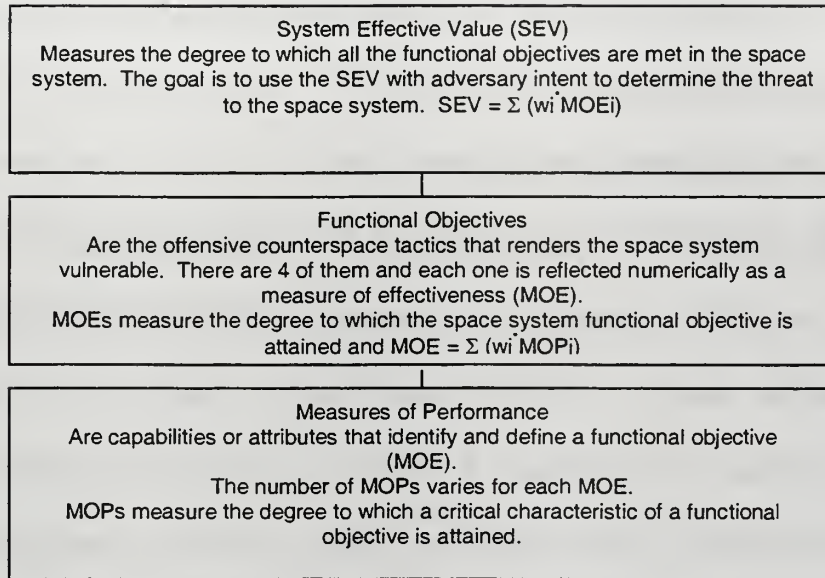 System Effective Value (SEV)
Measures the degree to which all the functional objectives are met in the space
system. The goal is to use the SEV with adversary intent to determine the threat
to the space system. SEV = Σ (wi*MOEi)
Functional Objectives
Are the offensive counterspace tactics that renders the space system
vulnerable. There are 4 of them and each one is reflected numerically as a
measure of effectiveness (MOE).
MOEs measure the degree to which the space system functional objective is
attained and MOE = Σ (wi*MOPi)
Measures of Performance
Are capabilities or attributes that identify and define a functional objective
(MOE).
The number of MOPs varies for each MOE.
MOPs measure the degree to which a critical characteristic of a functional
objective is attained.